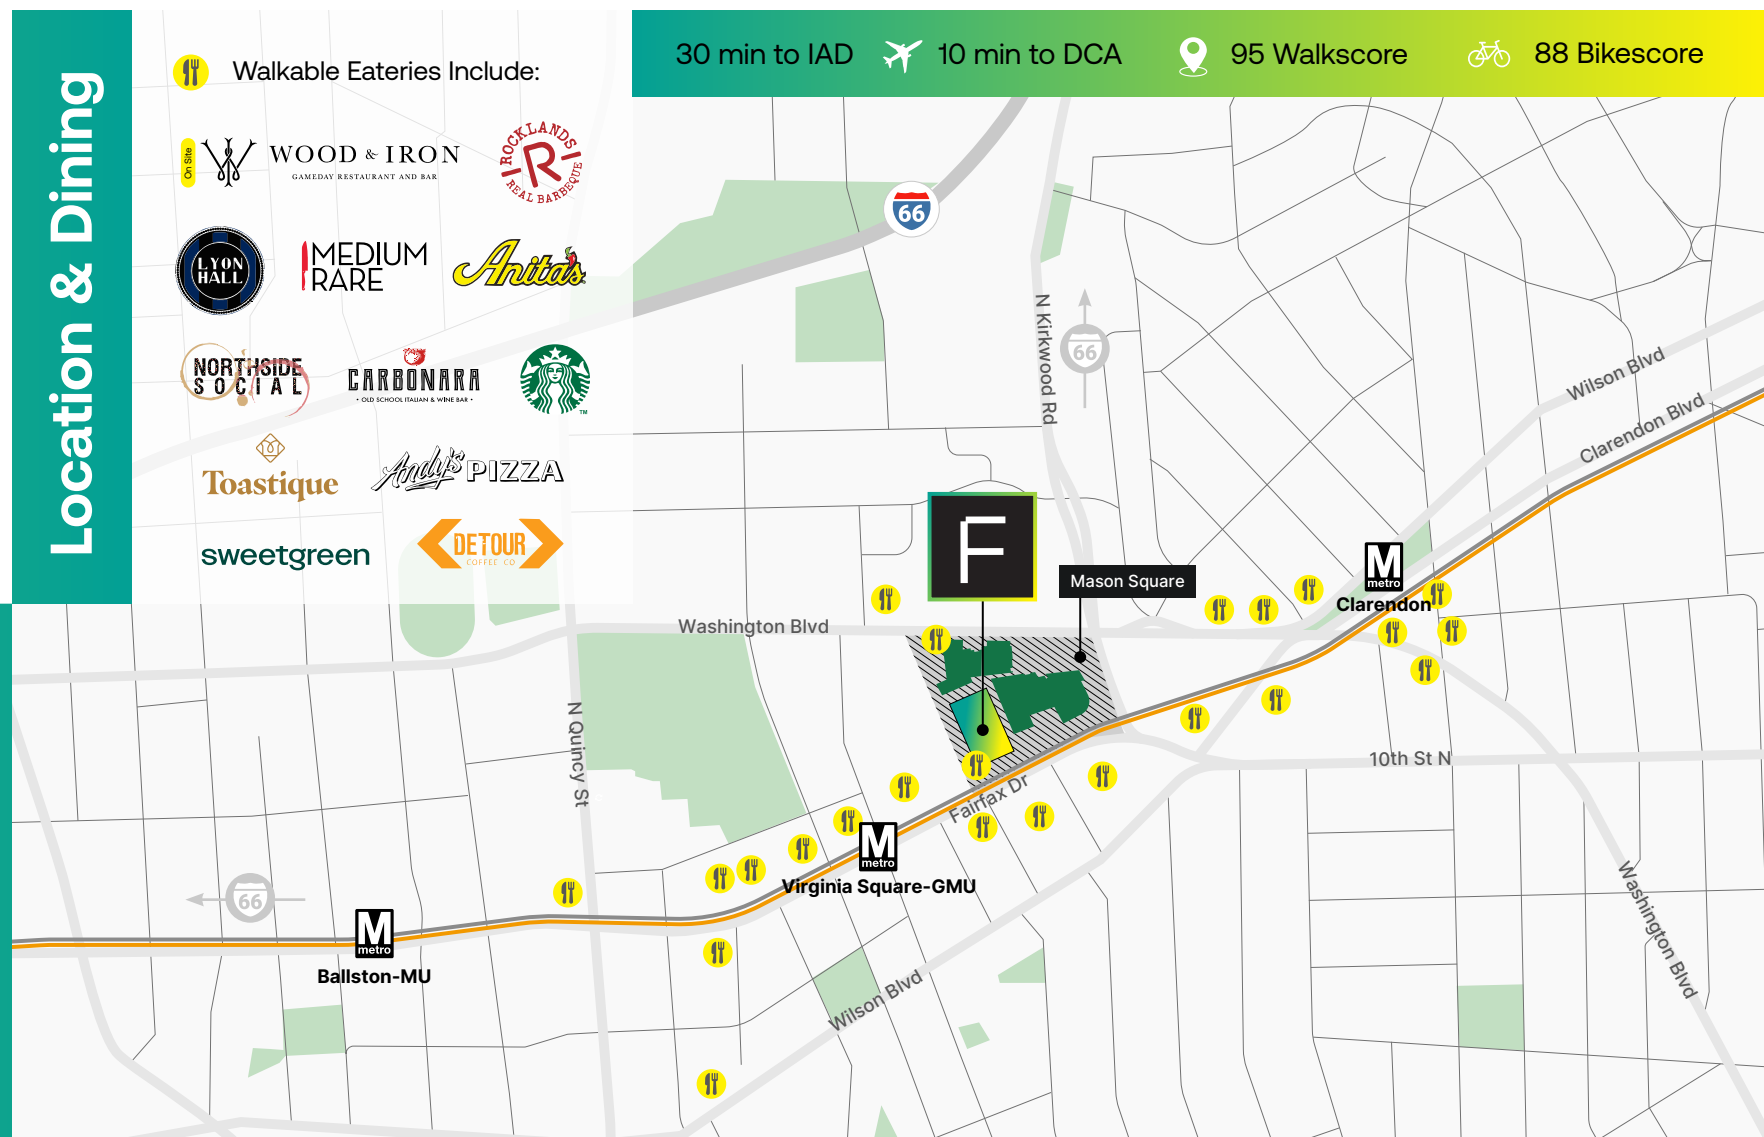 Location & Dining
30 min to IAD
10 min to DCA
95 Walkscore
88 Bikescore
Walkable Eateries Include:
On Site
WOOD & IRON
GAMEDAY RESTAURANT AND BAR
ROCKLANDS
R
REAL BARBEQUE
LYON
HALL
MEDIUM
RARE
Anita's
NORTHSIDE
SOCIAL
CARBONARA
• OLD SCHOOL ITALIAN & WINE BAR •
TM
Toastique
Andy's PIZZA
sweetgreen
DETOUR
COFFEE CO
66
N Kirkwood Rd
66
Wilson Blvd
Clarendon Blvd
F
Mason Square
M
metro
Clarendon
Washington Blvd
N Quincy St
10th St N
Fairfax Dr
M
metro
Virginia Square-GMU
66
M
metro
Ballston-MU
Wilson Blvd
Washington Blvd